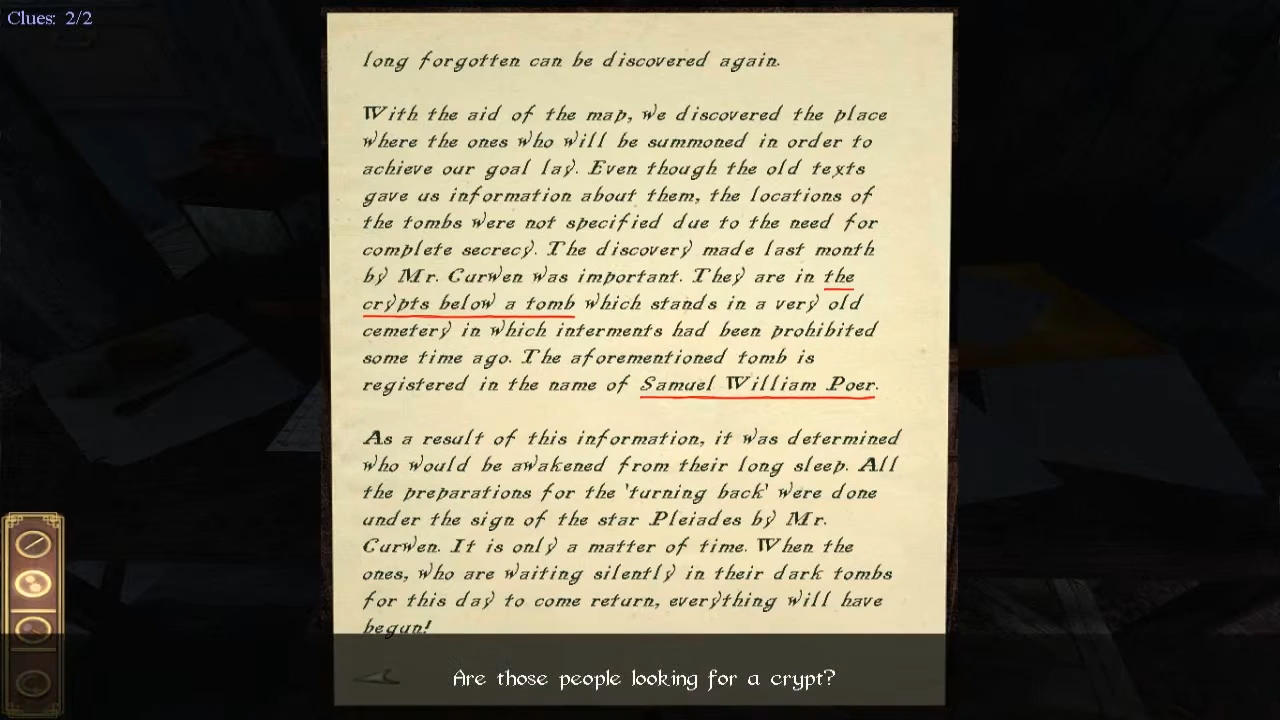 Clues: 2/2
long forgotten can be discovered again.
With the aid of the map, we discovered the place
where the ones who will be summoned in order to
achieve our goal lay. Even though the old texts
gave us information about them, the locations of
the tombs were not specified due to the need for
complete secrecy. The discovery made last month
by Mr. Curwen was important. They are in the
crypts below a tomb which stands in a very old
cemetery in which interments had been prohibited
some time ago. The aforementioned tomb is
registered in the name of Samuel William Poer.
As a result of this information, it was determined
who would be awakened from their long sleep. All
the preparations for the 'turning back' were done
under the sign of the star Pleiades by Mr.
Curwen. It is only a matter of time. When the
ones, who are waiting silently in their dark tombs
for this day to come return, everything will have
begun!
Are those people looking for a crypt?